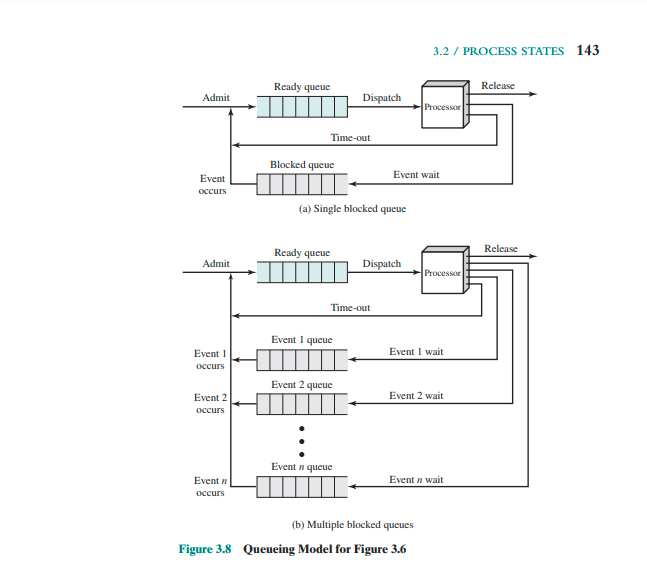 3.2 / PROCESS STATES 143
Ready queue
Release
Admit
Dispatch
Processor
Time-out
Blocked queue
Event wait
Event
occurs
(a) Single blocked queue
Ready queue
Release
Admit
Dispatch
Processor
Time-out
Event 1 queue
Event 1 wait
Event 1
occurs
Event 2 queue
Event 2 wait
Event 2
occurs
Event n queue
Event n wait
Event n
occurs
(b) Multiple blocked queues
Figure 3.8 Queueing Model for Figure 3.6